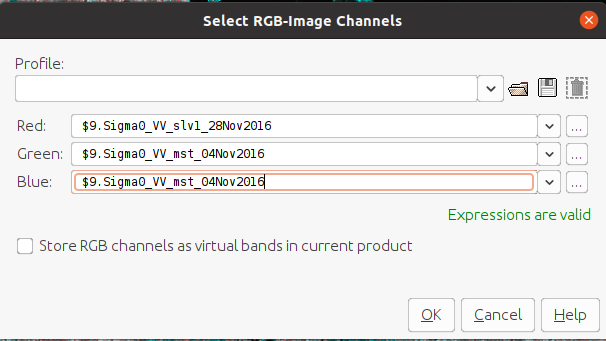 Select RGB-Image Channels
Profile:
Red: $9.Sigma0_VV_slv1_28Nov2016 ...
Green: $9.Sigma0_VV_mst_04Nov2016 ...
Blue: $9.Sigma0_VV_mst_04Nov2016 ...
Expressions are valid
Store RGB channels as virtual bands in current product
OK Cancel Help